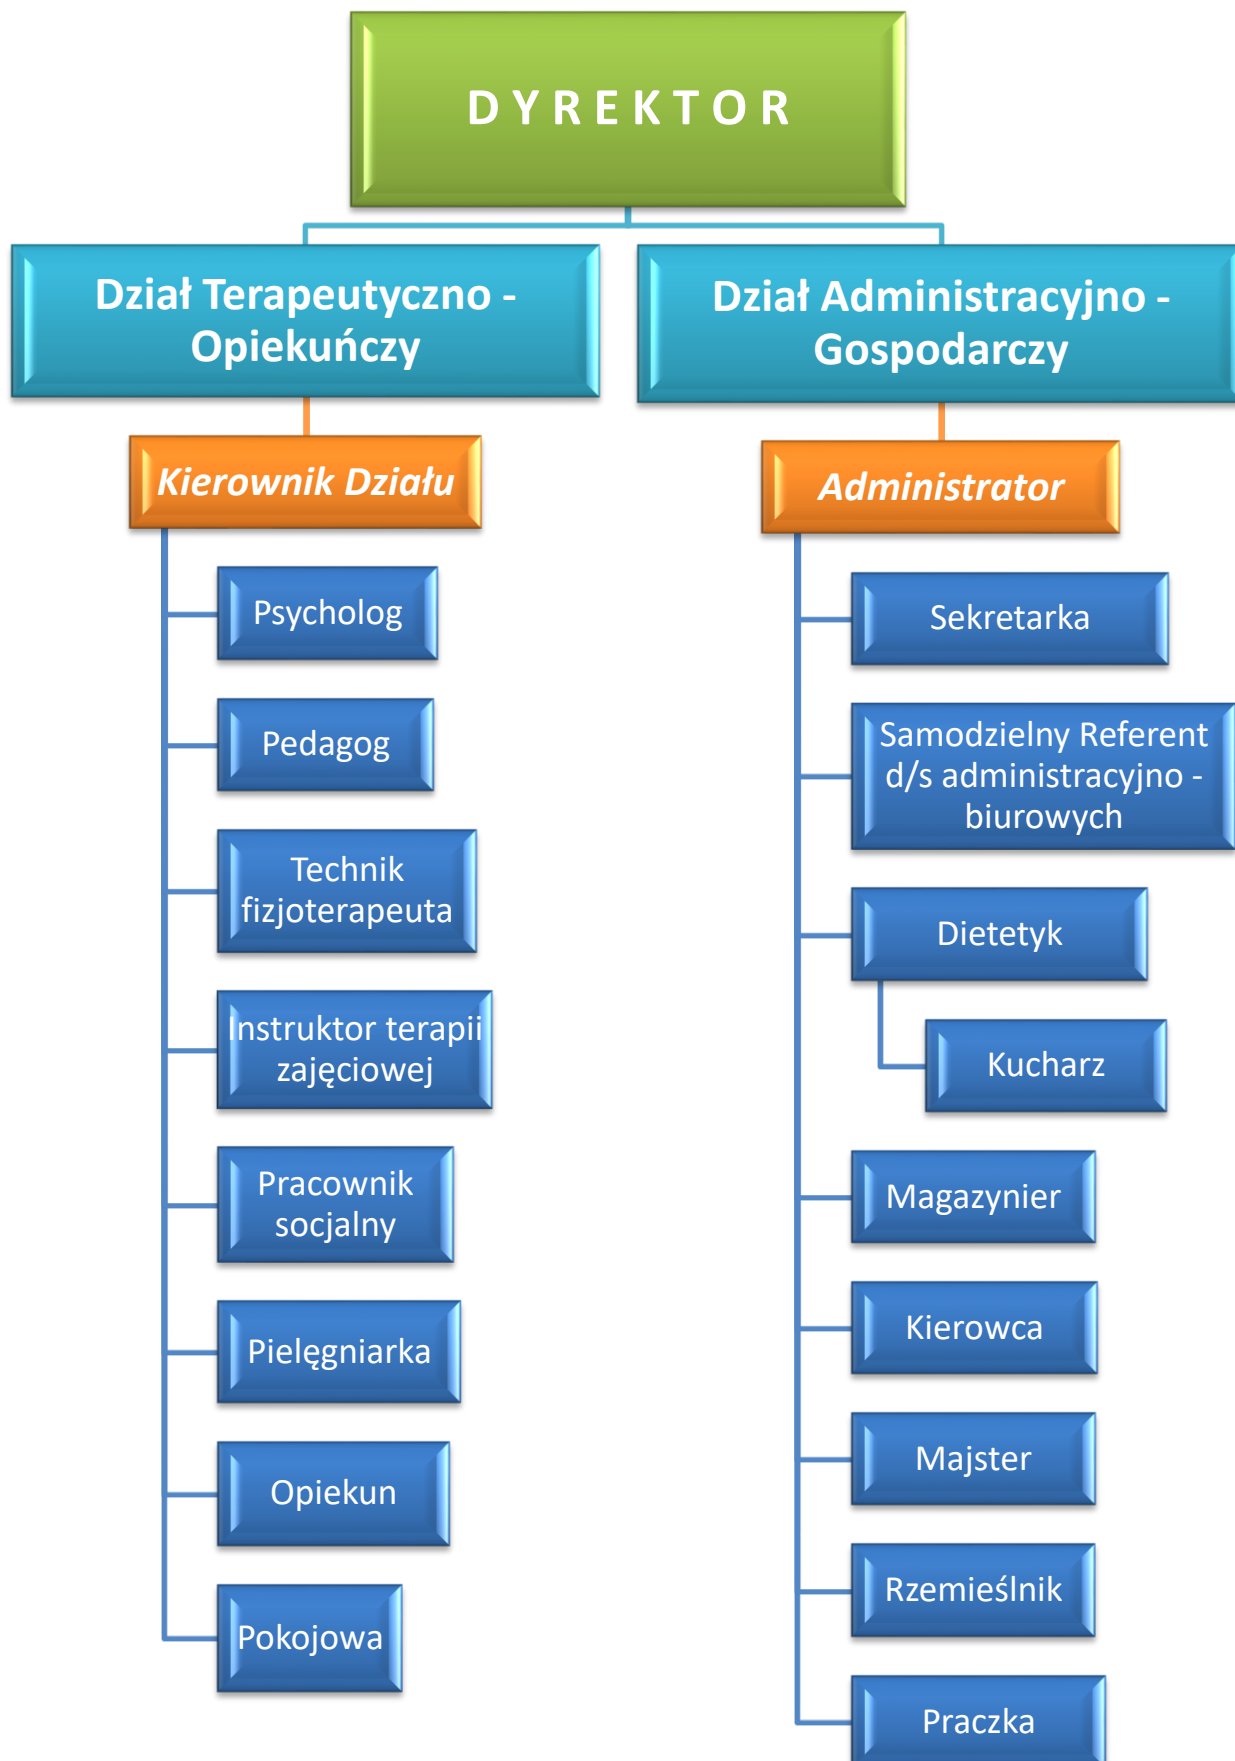 D Y R E K T O R
Dział Terapeutyczno -
Opiekuńczy
Kierownik Działu
Psycholog
Pedagog
Technik
fizjoterapeuta
Instruktor terapii
zajęciowej
Pracownik
socjalny
Pielęgniarka
Opiekun
Pokojowa
Dział Administracyjno -
Gospodarczy
Administrator
Sekretarka
Samodzielny Referent
d/s administracyjno -
biurowych
Dietetyk
Kucharz
Magazynier
Kierowca
Majster
Rzemieślnik
Praczka